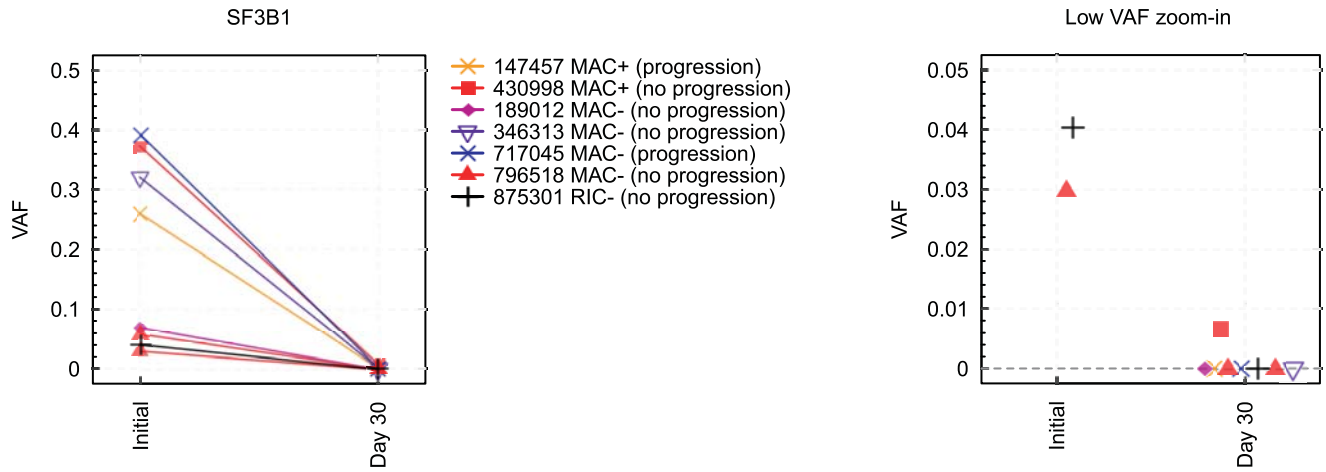 SF3B1
Low VAF zoom-in
VAF
0.5
0.4
0.3
0.2
0.1
0
Initial
Day 30
147457 MAC+ (progression)
430998 MAC+ (no progression)
189012 MAC- (no progression)
346313 MAC- (no progression)
717045 MAC- (progression)
796518 MAC- (no progression)
875301 RIC- (no progression)
VAF
0.05
0.04
0.03
0.02
0.01
0
Initial
Day 30